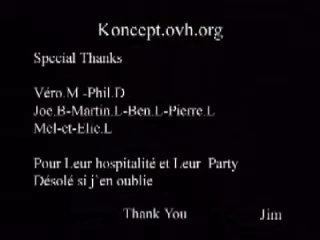 Koncept.ovh.org
Special Thanks
Véro.M -Phil.D
Joe.B-Martin.L-Ben.L-Pierre.L
Mel-et-Elie.L
Pour Leur hospitalité et Leur Party
Désolé si j`en oublie
Thank You Jim